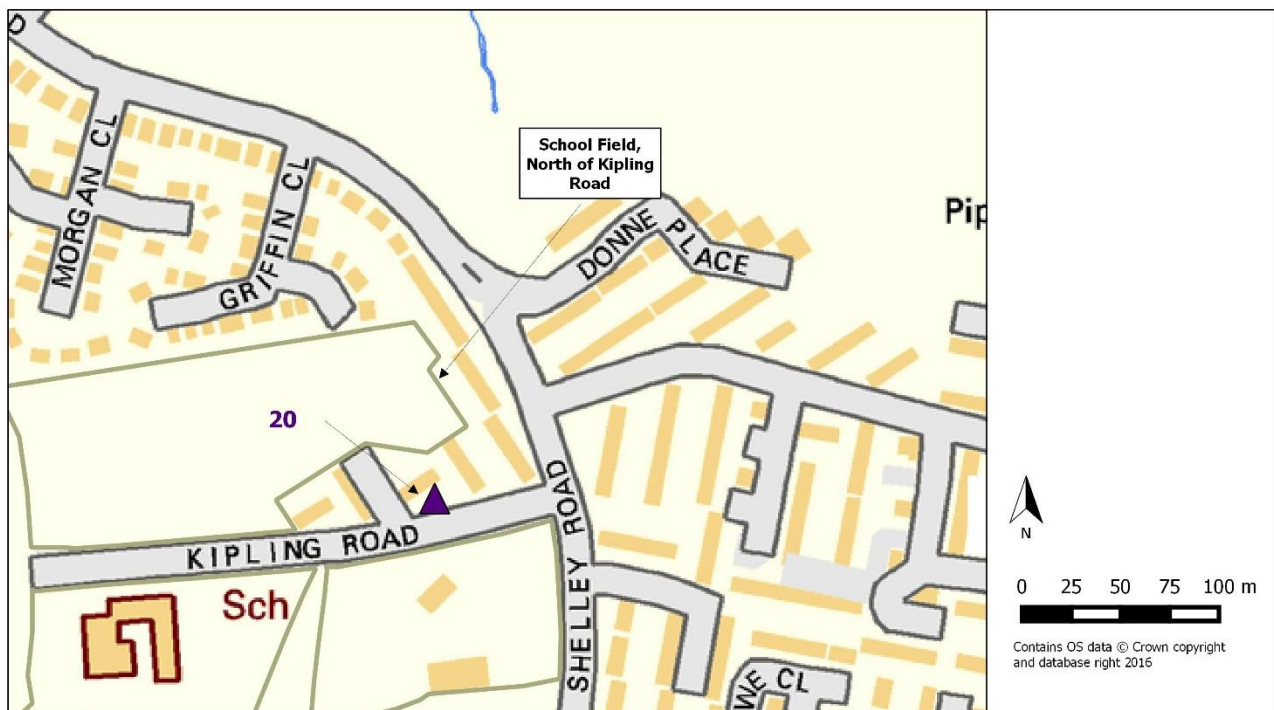 D
MORGAN CL
GRIFFIN CL
School Field,
North of Kipling
Road
DONNE PLACE
Pip
20
KIPLING ROAD
SHELLEY ROAD
Sch
WE CL
N
0 25 50 75 100 m
Contains OS data © Crown copyright
and database right 2016